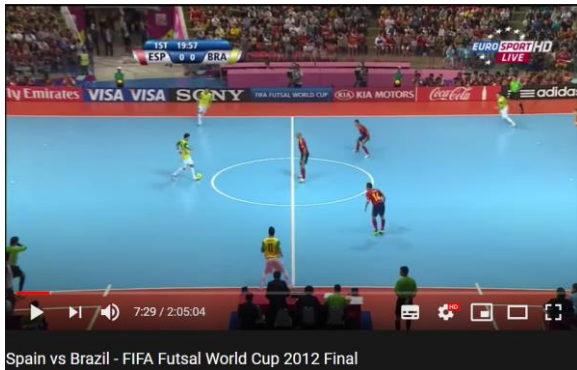 1ST 19:57
ESP 0 0 BRA
EUROSPORT HD
LIVE
ly Emirates VISA VISA SONY FIFA FUTSAL WORLD CUP KIA KIA MOTORS Coca-Cola adidas
7:29 / 2:05:04
HD
Spain vs Brazil - FIFA Futsal World Cup 2012 Final